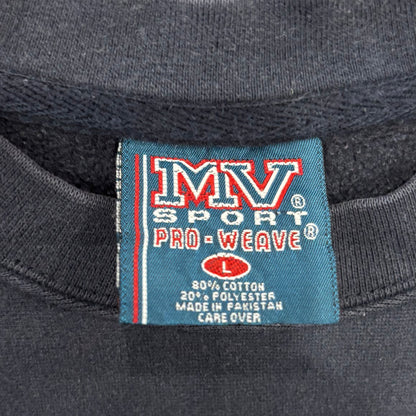 MV®
SPORT
PRO-WEAVE®
L
80% COTTON
20% POLYESTER
MADE IN PAKISTAN
CARE OVER